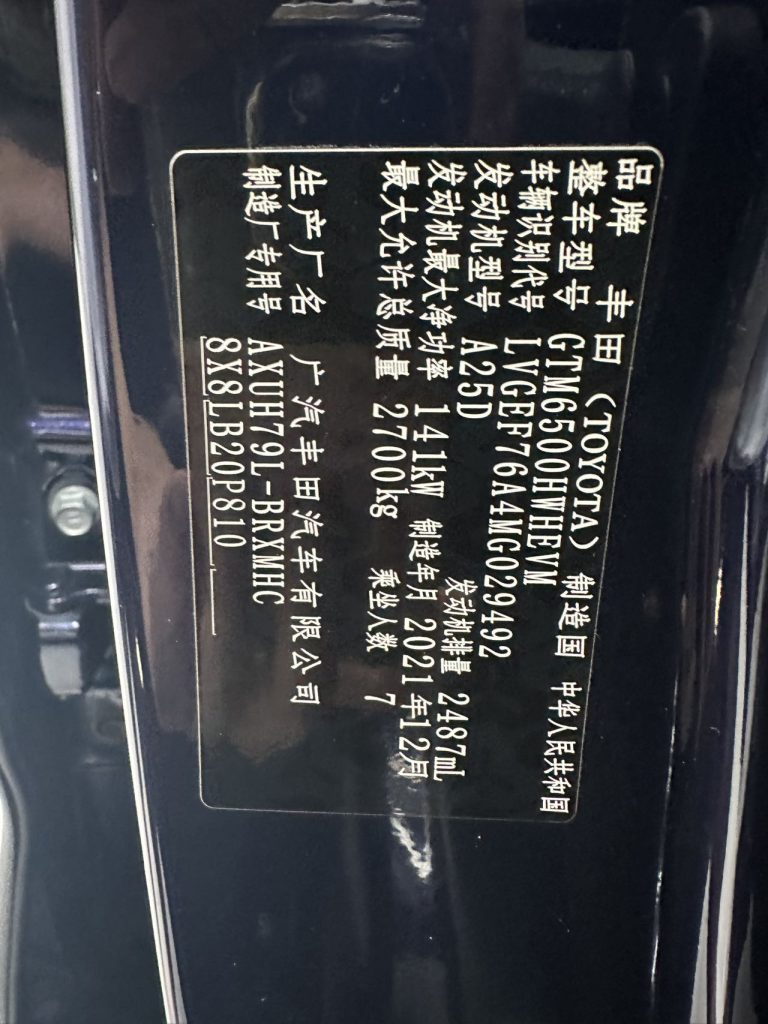 品牌 丰田（TOYOTA） 制造国 中华人民共和国
整车型号 GTM6500HWHEVM
车辆识别代号 LVGEF76A4MG029492
发动机型号 A25D 发动机排量 2487mL
发动机最大净功率 141kW 制造年月 2021年12月
最大允许总质量 2700kg 乘坐人数 7
生产厂名 广汽丰田汽车有限公司
制造厂专用号 AXUH79L-BRXMHC
8X8LB20P810